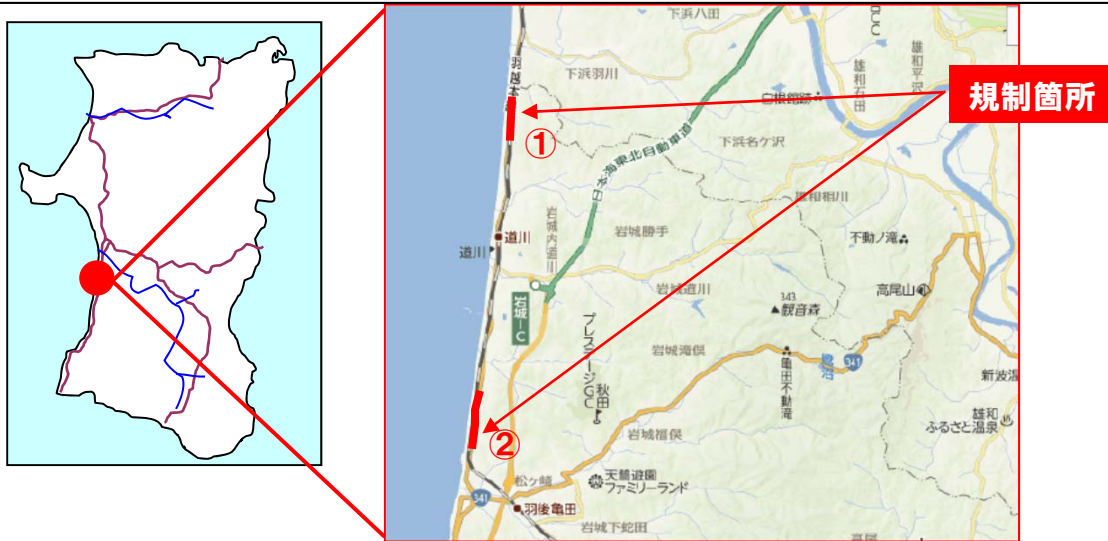 下浜八田
羽越本
下浜羽川
雄和平沢
雄和石田
白根館跡
規制箇所
①
日本海東北自動車道
下浜名ケ沢
雄和相川
岩城内道川
道川
道川
岩城勝手
不動ノ滝
岩城IC
岩城道川
高尾山
343
観音森
プレステージGC
秋田
岩城滝俣
亀田不動滝
341
新波温
②
岩城福俣
雄和
ふるさと温泉
松ケ崎
341
天鷺遊園
ファミリーランド
羽後亀田
岩城下蛇田